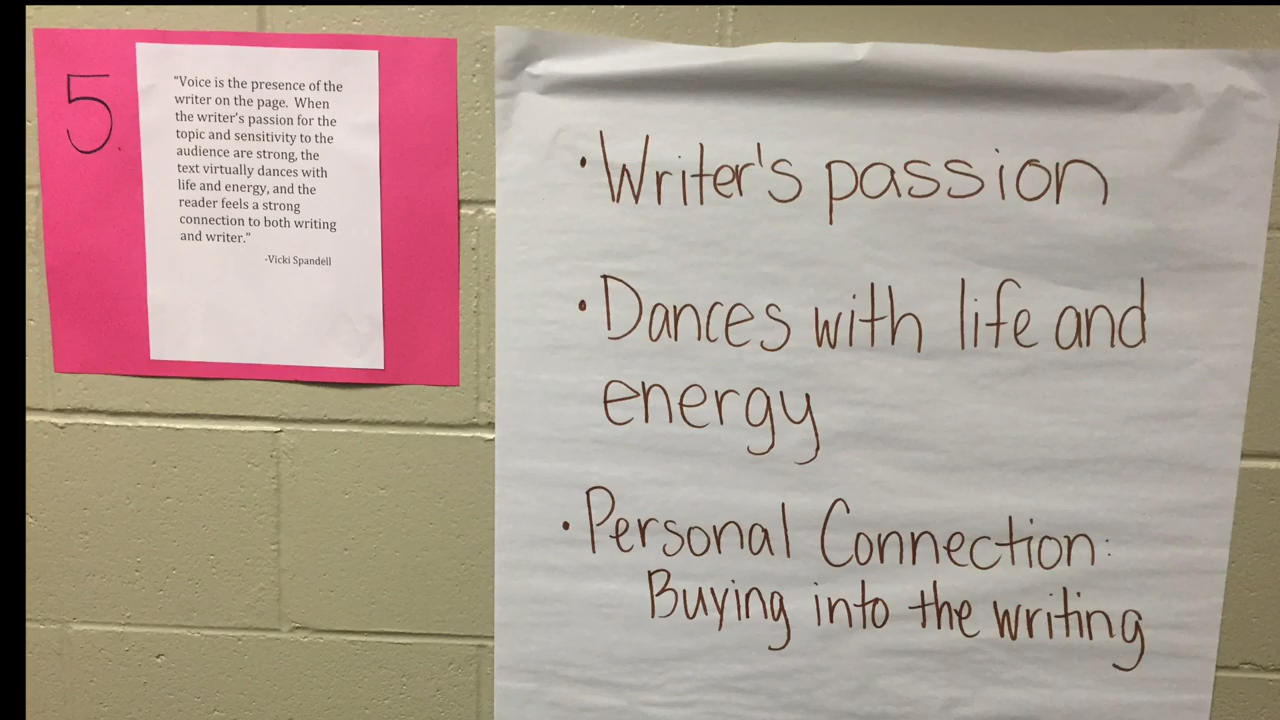 5.
"Voice is the presence of the
writer on the page.  When
the writer's passion for the
topic and sensitivity to the
audience are strong, the
text virtually dances with
life and energy, and the
reader feels a strong
connection to both writing
and writer."
-Vicki Spandell
• Writer's passion
• Dances with life and
energy
• Personal Connection:
Buying into the writing